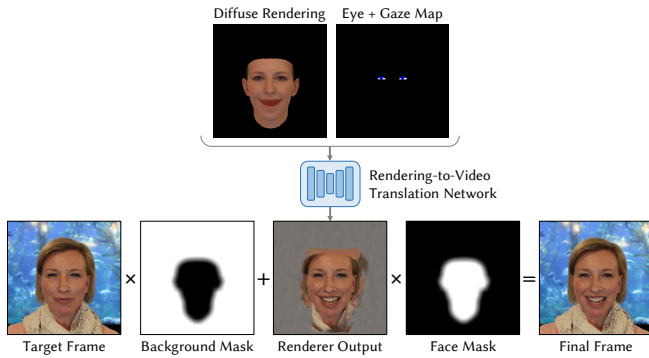 Diffuse Rendering
Eye + Gaze Map
Rendering-to-Video
Translation Network
× + × =
Target Frame
Background Mask
Renderer Output
Face Mask
Final Frame